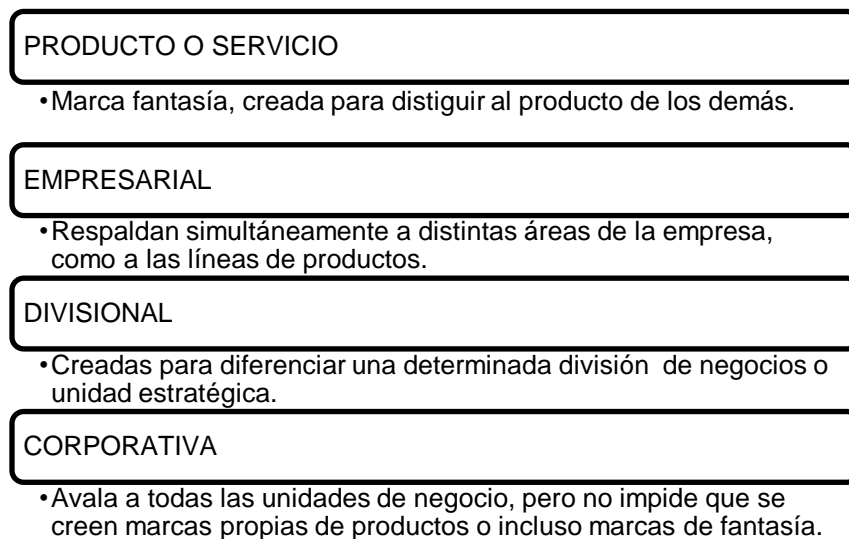 PRODUCTO O SERVICIO
•Marca fantasía, creada para distiguir al producto de los demás.
EMPRESARIAL
•Respaldan simultáneamente a distintas áreas de la empresa,
como a las líneas de productos.
DIVISIONAL
•Creadas para diferenciar una determinada división de negocios o
unidad estratégica.
CORPORATIVA
•Avala a todas las unidades de negocio, pero no impide que se
creen marcas propias de productos o incluso marcas de fantasía.